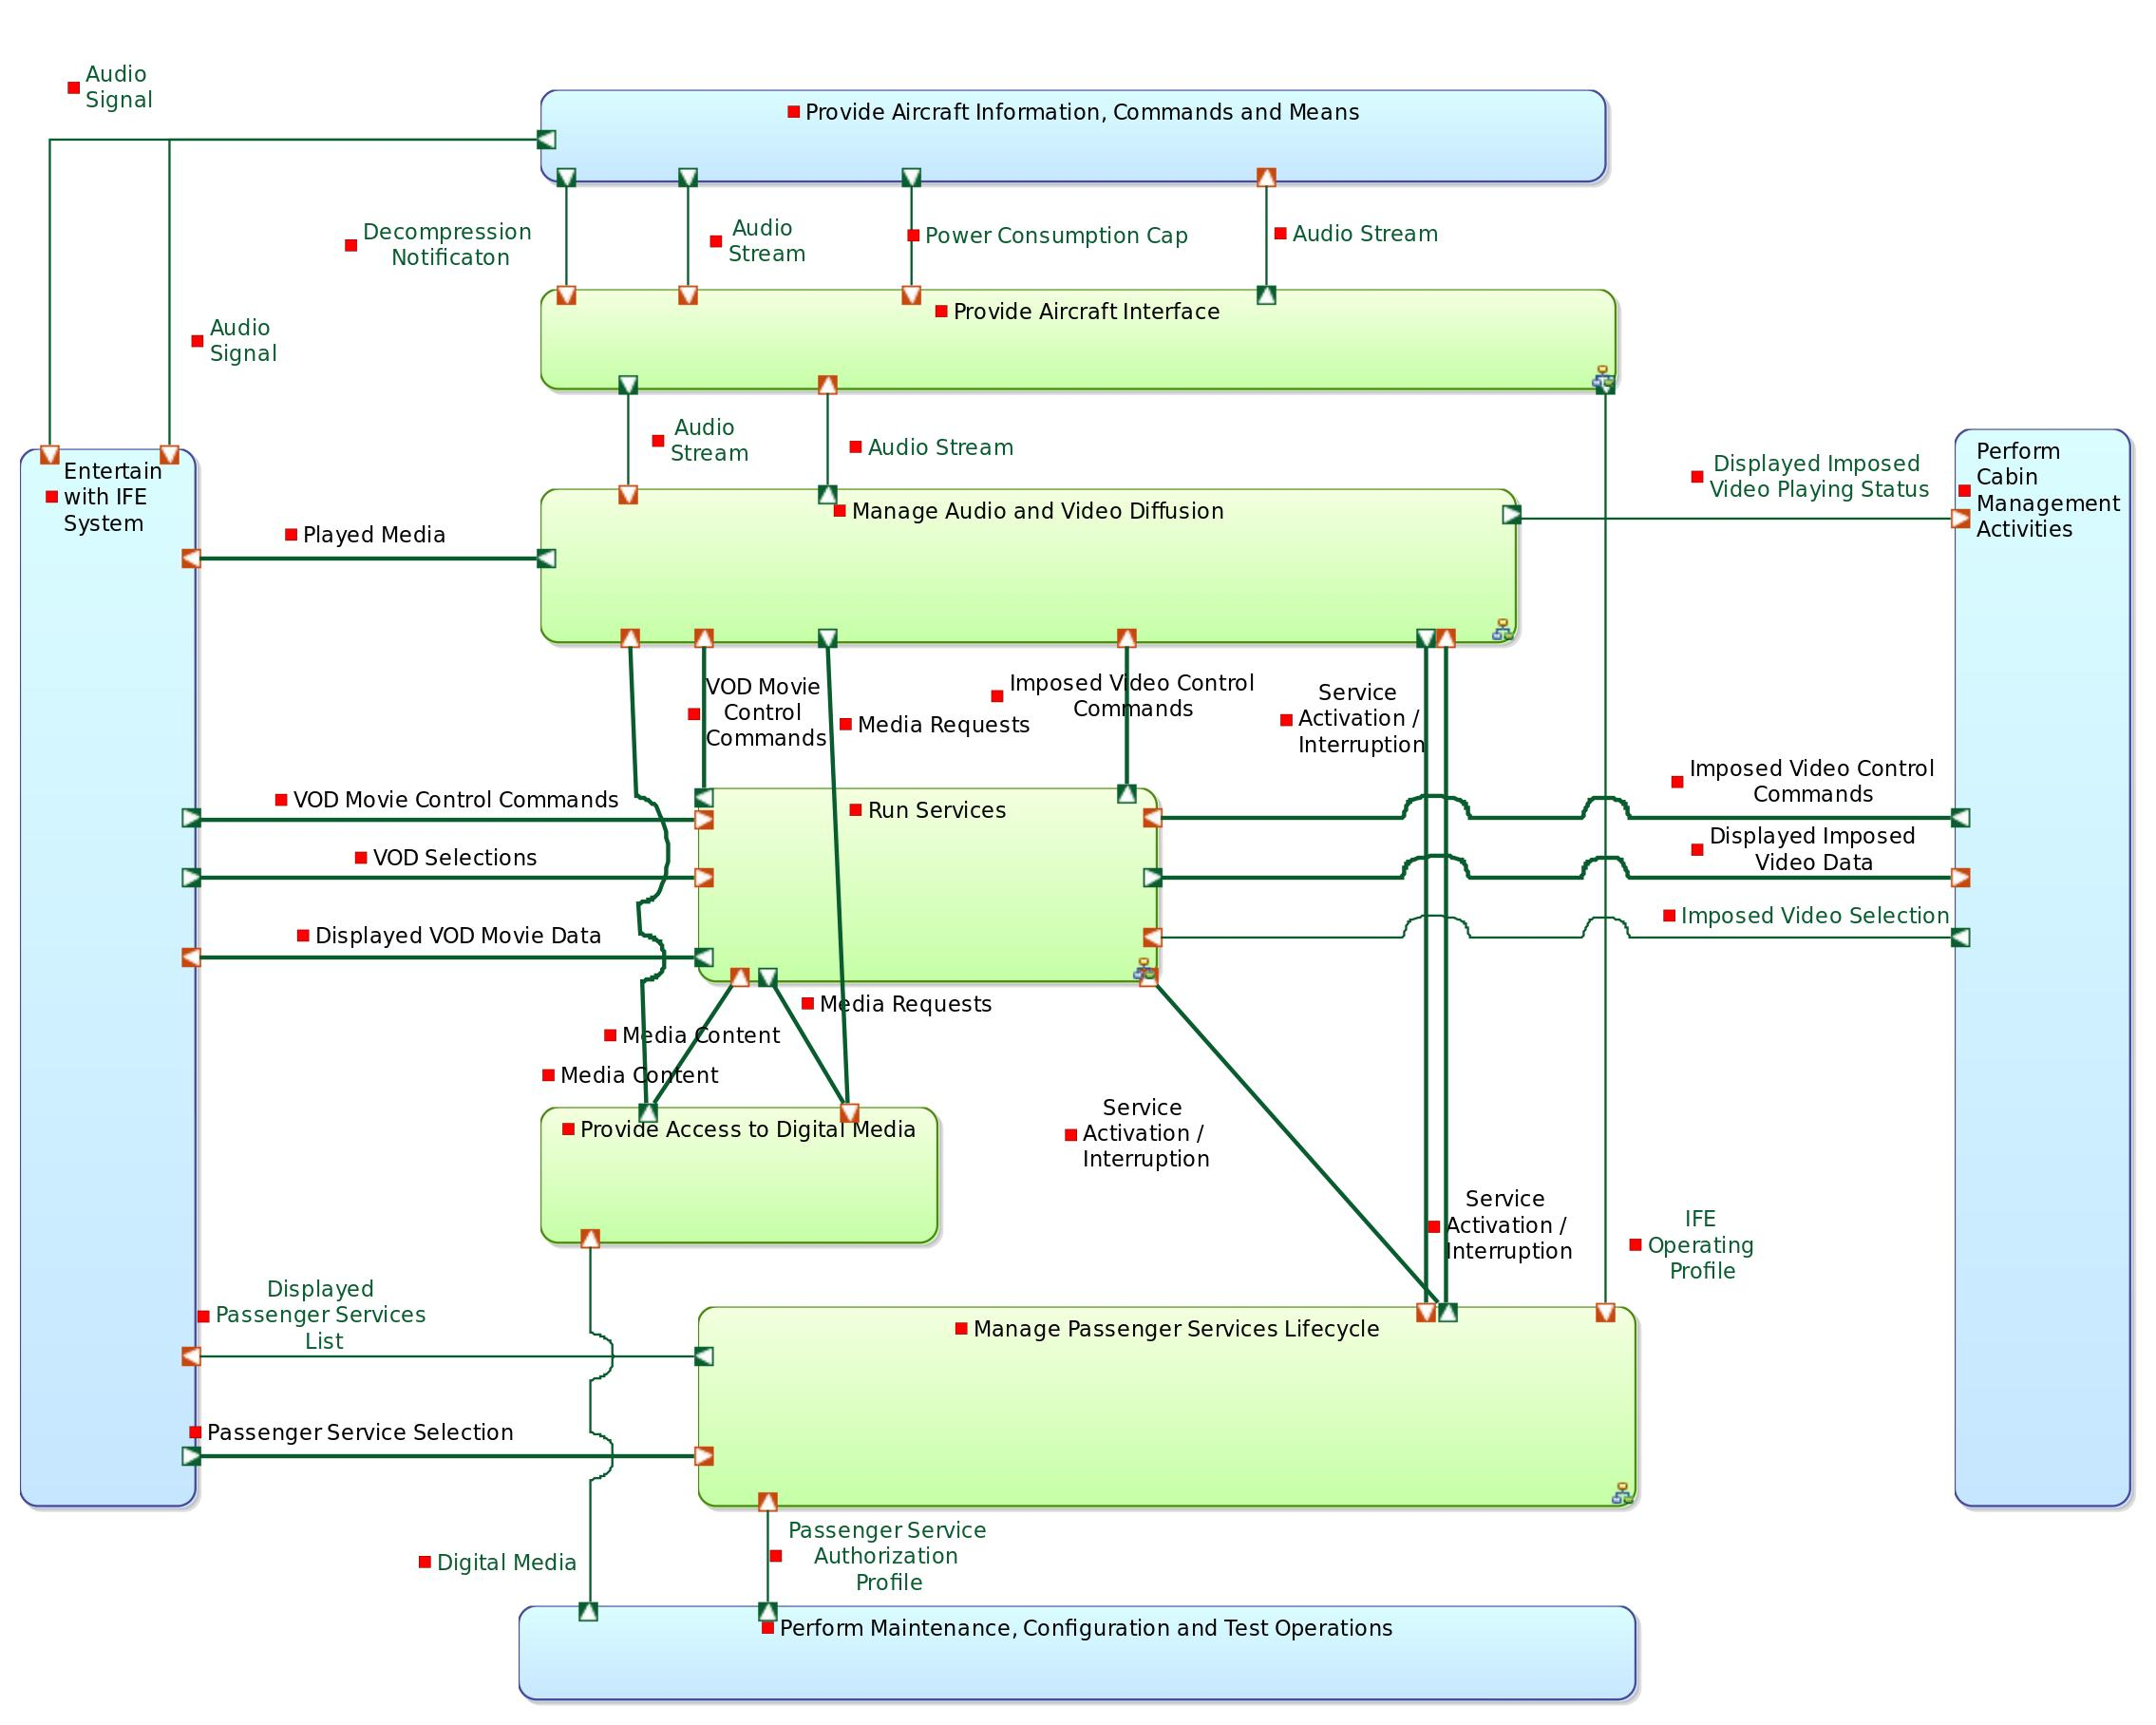 Audio
Signal
Provide Aircraft Information, Commands and Means
Decompression
Notificaton
Audio
Stream
Power Consumption Cap
Audio Stream
Audio
Signal
Provide Aircraft Interface
Audio
Stream
Audio Stream
Entertain
with IFE
System
Played Media
Manage Audio and Video Diffusion
Displayed Imposed
Video Playing Status
Perform
Cabin
Management
Activities
VOD Movie
Control
Commands
Media Requests
Imposed Video Control
Commands
Service
Activation /
Interruption
Imposed Video Control
Commands
VOD Movie Control Commands
Run Services
Displayed Imposed
Video Data
VOD Selections
Imposed Video Selection
Displayed VOD Movie Data
Media Requests
Media Content
Media Content
Provide Access to Digital Media
Service
Activation /
Interruption
Service
Activation /
Interruption
IFE
Operating
Profile
Displayed
Passenger Services
List
Manage Passenger Services Lifecycle
Passenger Service Selection
Digital Media
Passenger Service
Authorization
Profile
Perform Maintenance, Configuration and Test Operations